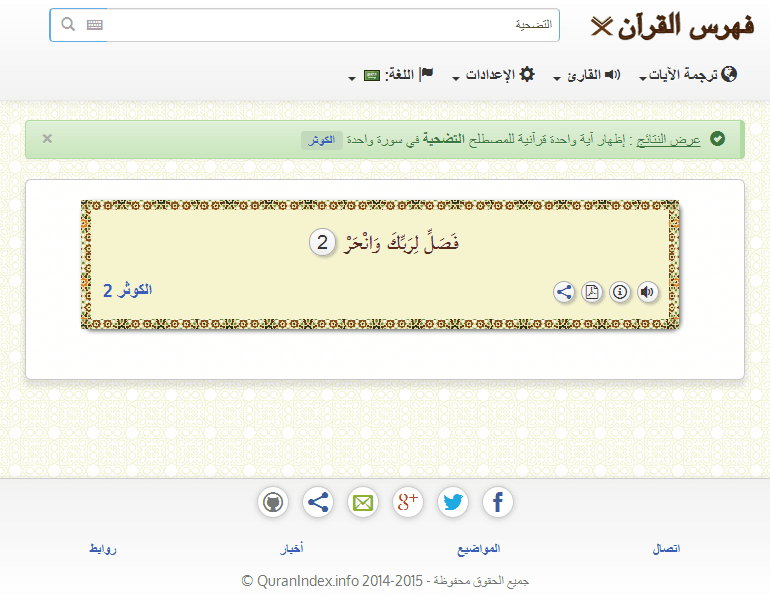 فهرس القرآن
التضحية
ترجمة الآيات القارئ الإعدادات اللغة:
عرض النتائج : إظهار آية واحدة قرآنية للمصطلح التضحية في سورة واحدة الكوثر ×
فَصَلِّ لِرَبِّكَ وَانْحَرْ 2
الكوثر 2
اتصال المواضيع أخبار روابط
جميع الحقوق محفوظة - QuranIndex.info 2014-2015 ©